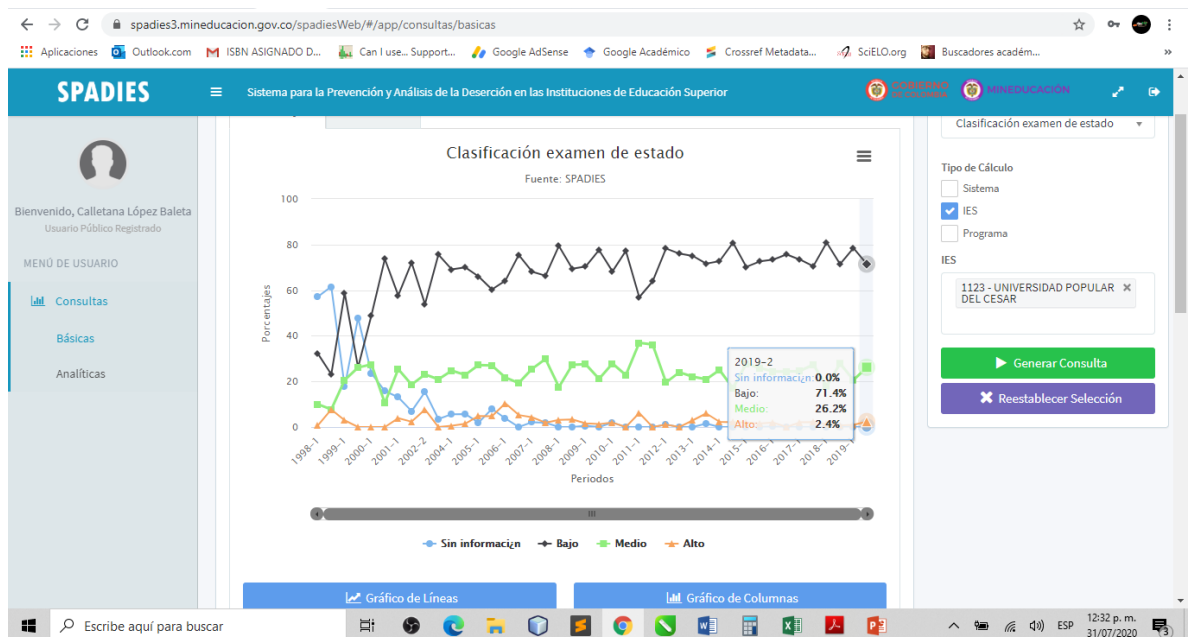 spadies3.mineducacion.gov.co/spadiesWeb/#/app/consultas/basicas
Aplicaciones
Outlook.com
ISBN ASIGNADO D...
Can I use... Support...
Google AdSense
Google Académico
Crossref Metadata...
SciELO.org
Buscadores académ...
»
SPADIES
Sistema para la Prevención y Análisis de la Deserción en las Instituciones de Educación Superior
GOBIERNO
DE COLOMBIA
MINEDUCACIÓN
Bienvenido, Calletana López Baleta
Usuario Público Registrado
MENÚ DE USUARIO
Consultas
Básicas
Analíticas
Clasificación examen de estado
Fuente: SPADIES
Porcentajes
100
80
60
40
20
0
1998-1
1999-1
2000-1
2001-1
2002-2
2004-1
2005-1
2006-1
2007-1
2008-1
2009-1
2010-1
2011-1
2012-1
2013-1
2014-1
2015-1
2016-1
2017-1
2018-1
2019-1
Periodos
2019-2
Sin informaci¿n: 0.0%
Bajo: 71.4%
Medio: 26.2%
Alto: 2.4%
Sin informaci¿n
Bajo
Medio
Alto
Gráfico de Líneas
Gráfico de Columnas
Clasificación examen de estado
Tipo de Cálculo
Sistema
IES
Programa
IES
1123 - UNIVERSIDAD POPULAR
DEL CESAR
Generar Consulta
Reestablecer Selección
Escribe aquí para buscar
ESP
12:32 p. m.
31/07/2020
3